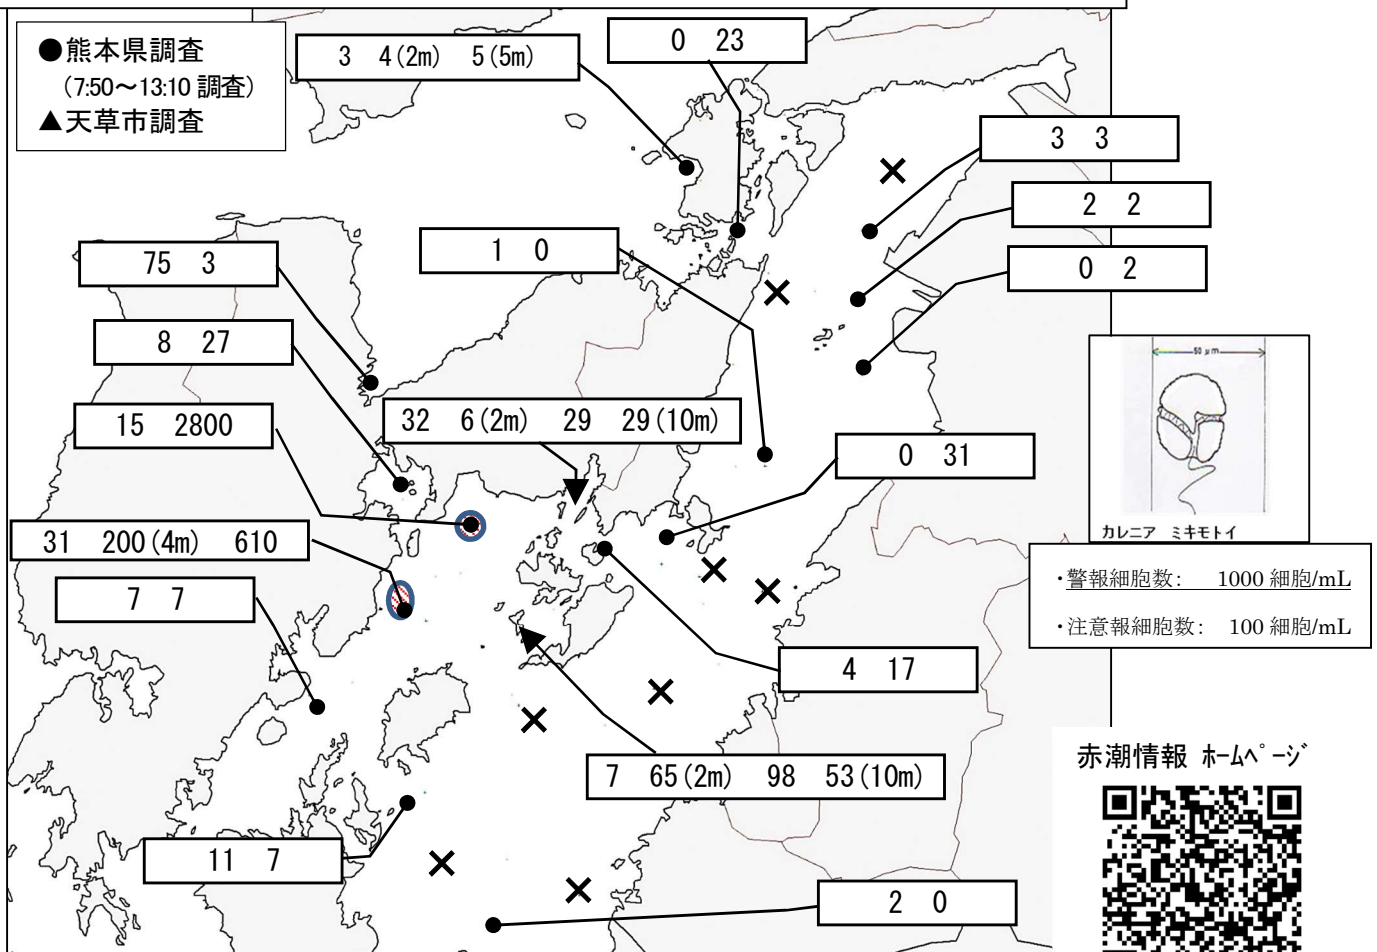 ●熊本県調査
(7:50～13:10 調査)
▲天草市調査
3 4(2m) 5(5m)
0 23
3 3
2 2
0 2
1 0
75 3
8 27
15 2800
32 6(2m) 29 29(10m)
0 31
31 200(4m) 610
7 7
4 17
7 65(2m) 98 53(10m)
11 7
2 0
50 μm
カレニア ミキモトイ
・警報細胞数： 1000 細胞/mL
・注意報細胞数： 100 細胞/mL
赤潮情報 ﾎｰﾑﾍﾟｰｼﾞ